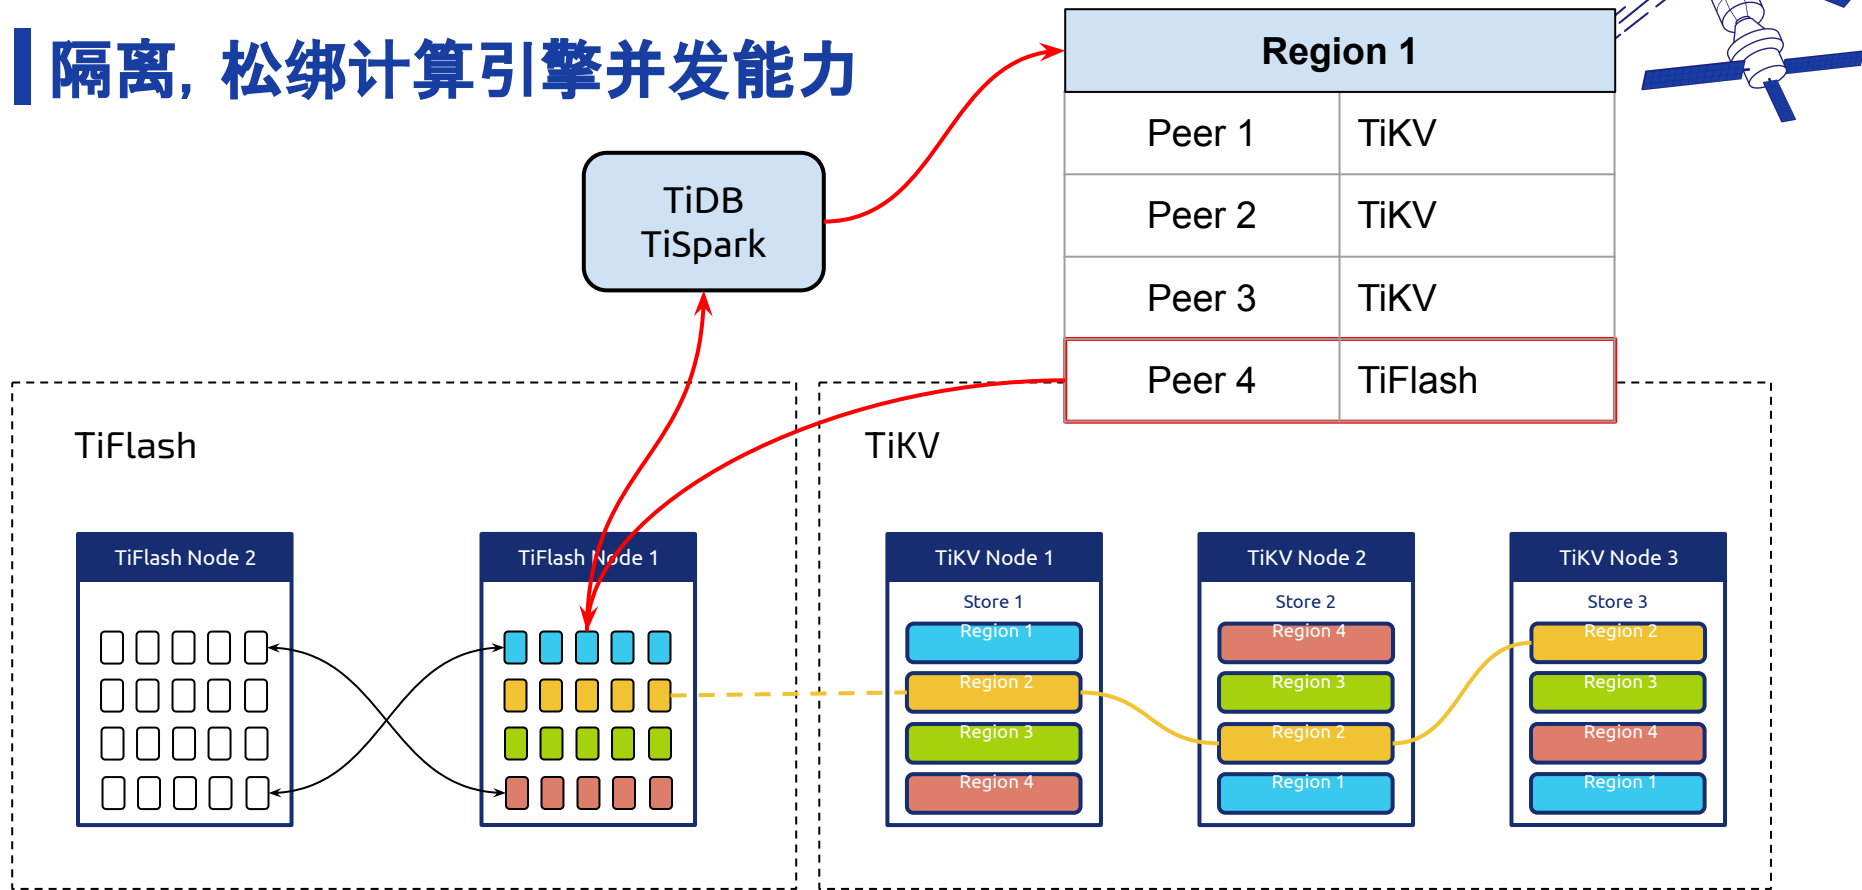 隔离，松绑计算引擎并发能力
Region 1
Peer 1 TiKV
Peer 2 TiKV
Peer 3 TiKV
Peer 4 TiFlash
TiDB
TiSpark
TiFlash
TiKV
TiFlash Node 2
TiFlash Node 1
TiKV Node 1
Store 1
Region 1
Region 2
Region 3
Region 4
TiKV Node 2
Store 2
Region 4
Region 3
Region 2
Region 1
TiKV Node 3
Store 3
Region 2
Region 3
Region 4
Region 1